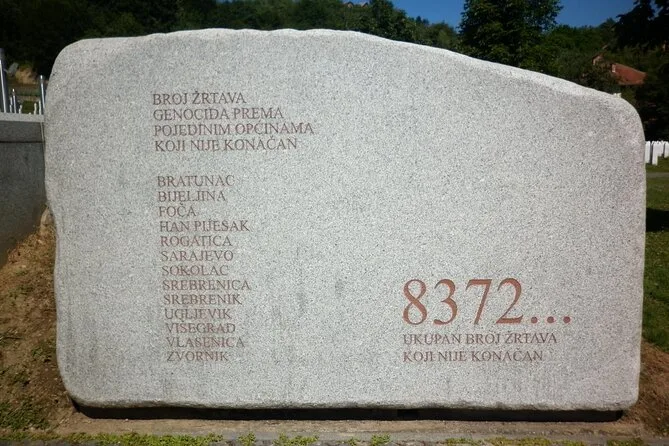 BROJ ŽRTAVA
GENOCIDA PREMA
POJEDINIM OPĆINAMA
KOJI NIJE KONAČAN
BRATUNAC
BIJELJINA
FOČA
HAN PIJESAK
ROGATICA
SARAJEVO
SOKOLAC
SREBRENICA
SREBRENIK
UGLJEVIK
VIŠEGRAD
VLASENICA
ZVORNIK
8372...
UKUPAN BROJ ŽRTAVA
KOJI NIJE KONAČAN